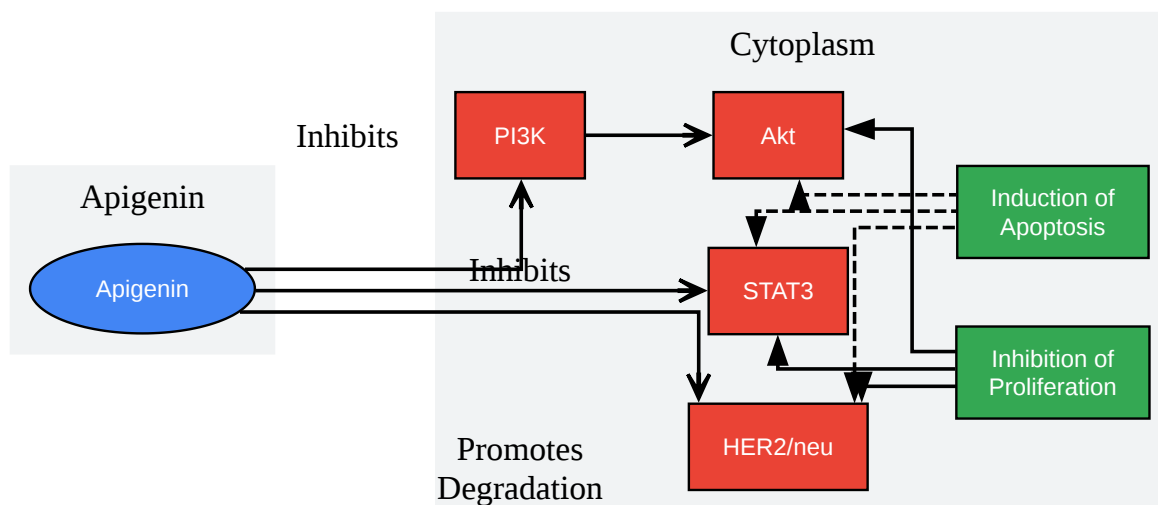 Cytoplasm
Inhibits
PI3K
Akt
Apigenin
Induction of
Apoptosis
Apigenin
Inhibits
STAT3
Inhibition of
Proliferation
HER2/neu
Promotes
Degradation